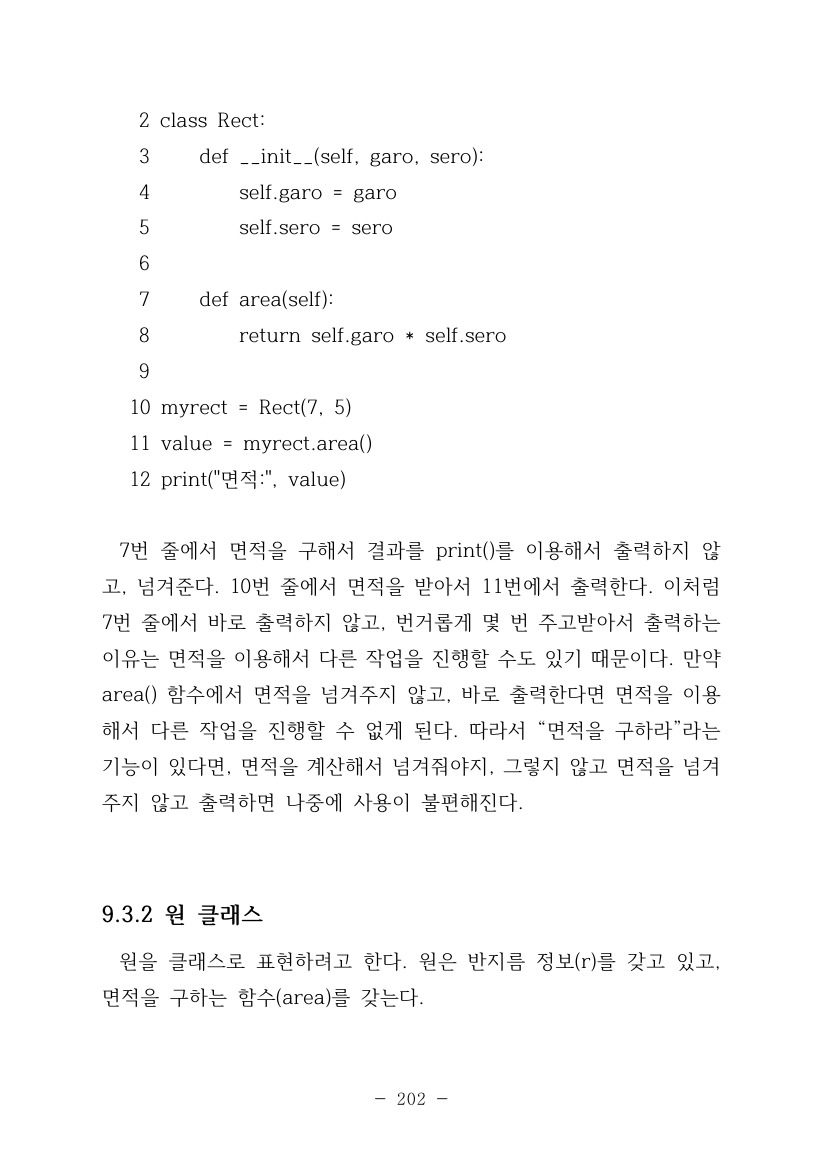 2 class Rect:
3     def __init__(self, garo, sero):
4         self.garo = garo
5         self.sero = sero
6
7     def area(self):
8         return self.garo * self.sero
9
10 myrect = Rect(7, 5)
11 value = myrect.area()
12 print("면적:", value)
7번 줄에서 면적을 구해서 결과를 print()를 이용해서 출력하지 않
고, 넘겨준다. 10번 줄에서 면적을 받아서 11번에서 출력한다. 이처럼
7번 줄에서 바로 출력하지 않고, 번거롭게 몇 번 주고받아서 출력하는
이유는 면적을 이용해서 다른 작업을 진행할 수도 있기 때문이다. 만약
area() 함수에서 면적을 넘겨주지 않고, 바로 출력한다면 면적을 이용
해서 다른 작업을 진행할 수 없게 된다. 따라서 “면적을 구하라”라는
기능이 있다면, 면적을 계산해서 넘겨줘야지, 그렇지 않고 면적을 넘겨
주지 않고 출력하면 나중에 사용이 불편해진다.
9.3.2 원 클래스
원을 클래스로 표현하려고 한다. 원은 반지름 정보(r)를 갖고 있고,
면적을 구하는 함수(area)를 갖는다.
- 202 -